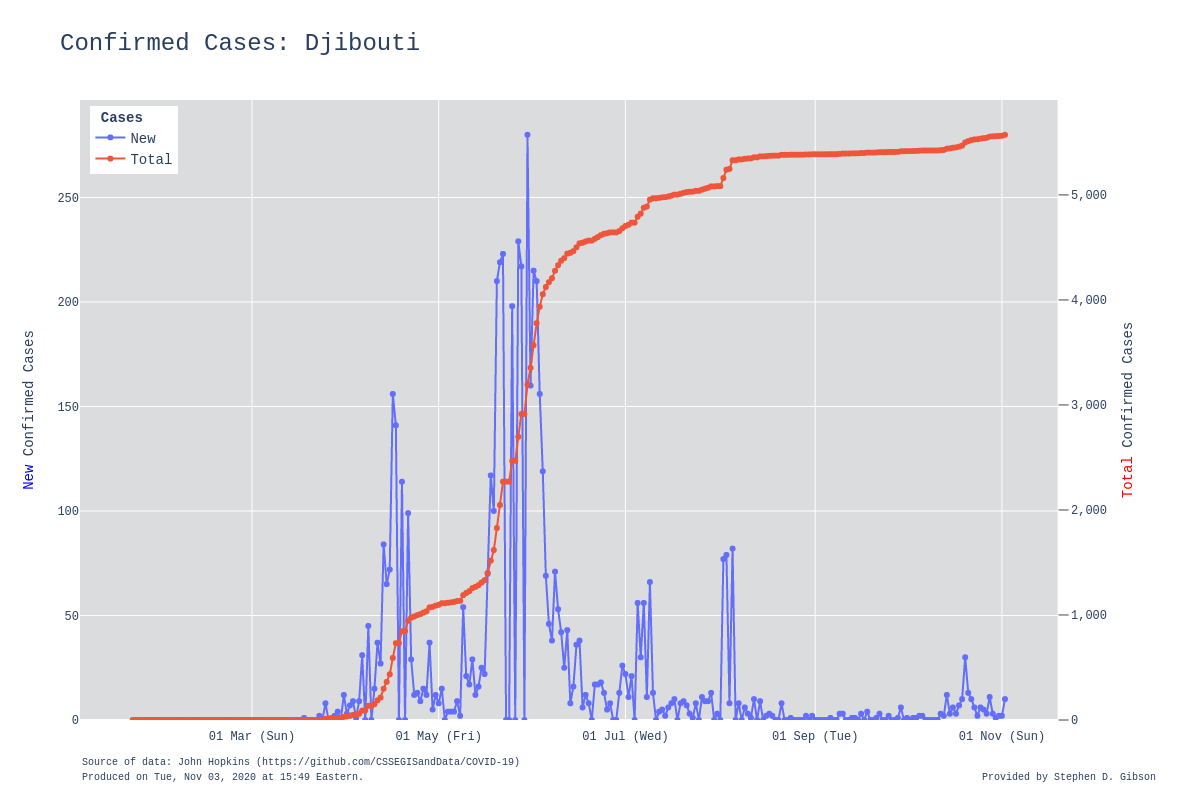 Confirmed Cases: Djibouti
Cases
New
Total
250
200
150
100
50
0
5,000
4,000
3,000
2,000
1,000
0
New Confirmed Cases
Total Confirmed Cases
01 Mar (Sun)
01 May (Fri)
01 Jul (Wed)
01 Sep (Tue)
01 Nov (Sun)
Source of data: John Hopkins (https://github.com/CSSEGISandData/COVID-19)
Produced on Tue, Nov 03, 2020 at 15:49 Eastern.
Provided by Stephen D. Gibson